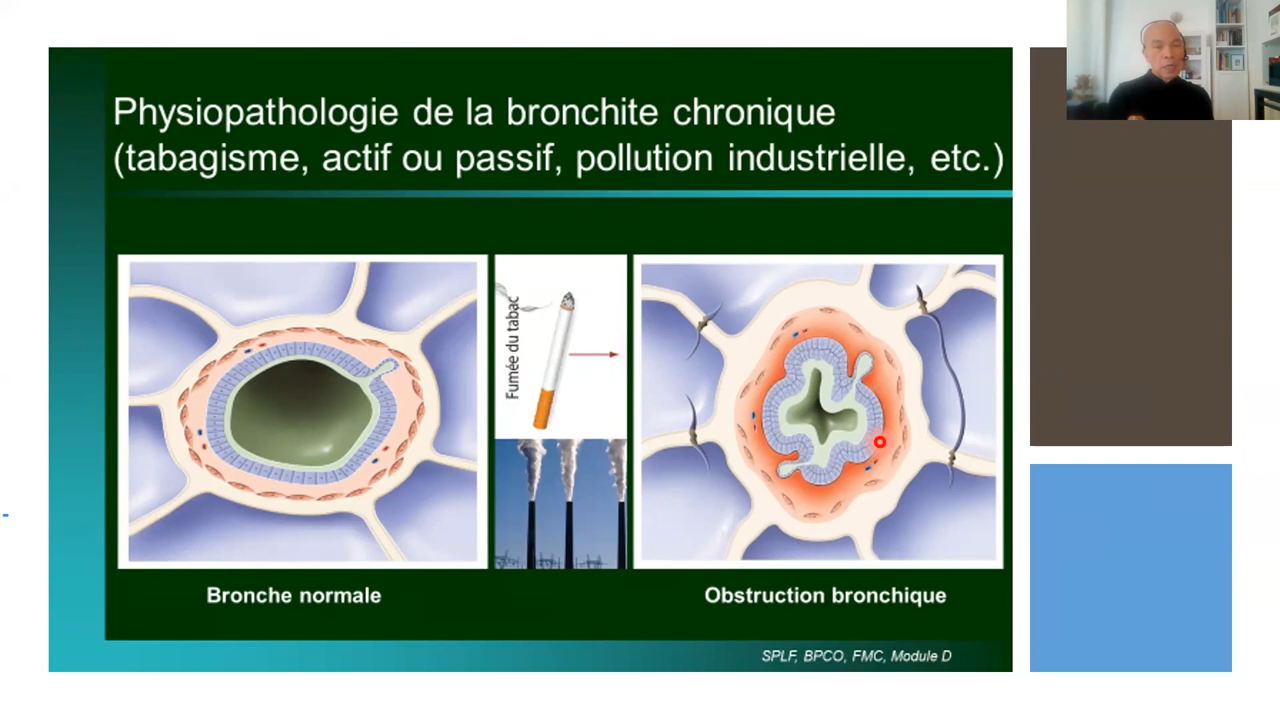 Physiopathologie de la bronchite chronique
(tabagisme, actif ou passif, pollution industrielle, etc.)
Fumée du tabac
Bronche normale
Obstruction bronchique
SPLF, BPCO, FMC, Module D